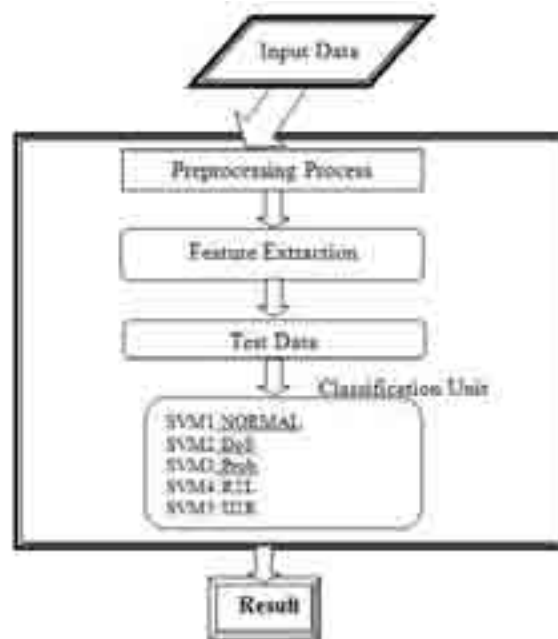 Input Data
Preprocessing Process
Feature Extraction
Test Data
Classification Unit
SVM1 NORMAL
SVM2 DoS
SVM3 Prob
SVM4 R2L
SVM5 U2R
Result